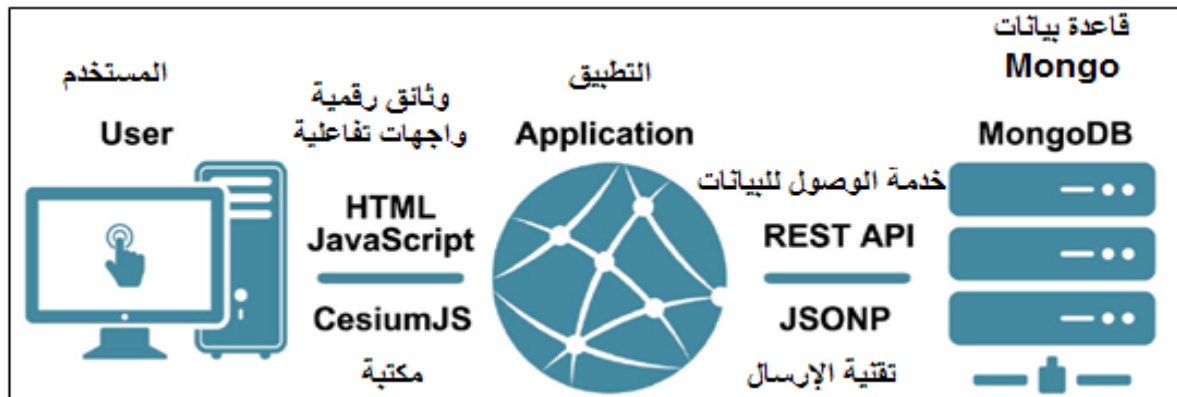 المستخدم
User
وثائق رقمية
واجهات تفاعلية
HTML
JavaScript
CesiumJS
مكتبة
التطبيق
Application
خدمة الوصول للبيانات
REST API
JSONP
تقنية الإرسال
قاعدة بيانات
Mongo
MongoDB